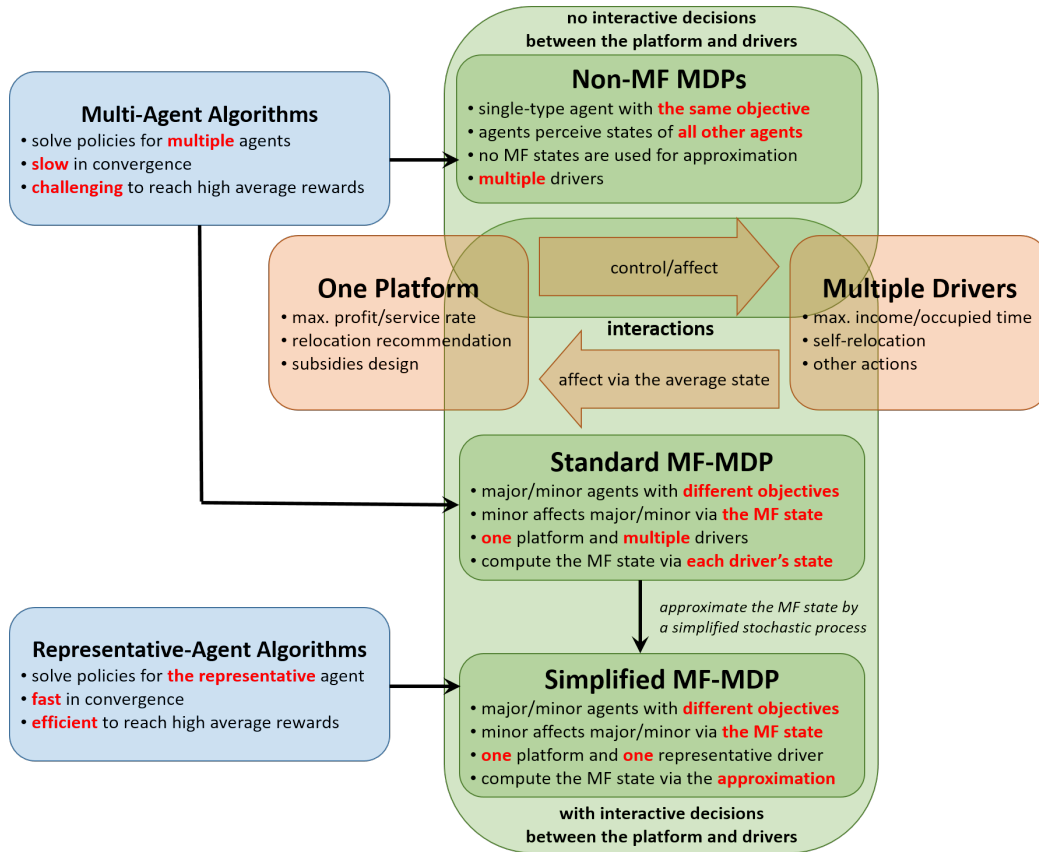 no interactive decisions
between the platform and drivers
Non-MF MDPs
• single-type agent with the same objective
• agents perceive states of all other agents
• no MF states are used for approximation
• multiple drivers
Multi-Agent Algorithms
• solve policies for multiple agents
• slow in convergence
• challenging to reach high average rewards
One Platform
• max. profit/service rate
• relocation recommendation
• subsidies design
control/affect
interactions
affect via the average state
Multiple Drivers
• max. income/occupied time
• self-relocation
• other actions
Standard MF-MDP
• major/minor agents with different objectives
• minor affects major/minor via the MF state
• one platform and multiple drivers
• compute the MF state via each driver's state
approximate the MF state by
a simplified stochastic process
Representative-Agent Algorithms
• solve policies for the representative agent
• fast in convergence
• efficient to reach high average rewards
Simplified MF-MDP
• major/minor agents with different objectives
• minor affects major/minor via the MF state
• one platform and one representative driver
• compute the MF state via the approximation
with interactive decisions
between the platform and drivers